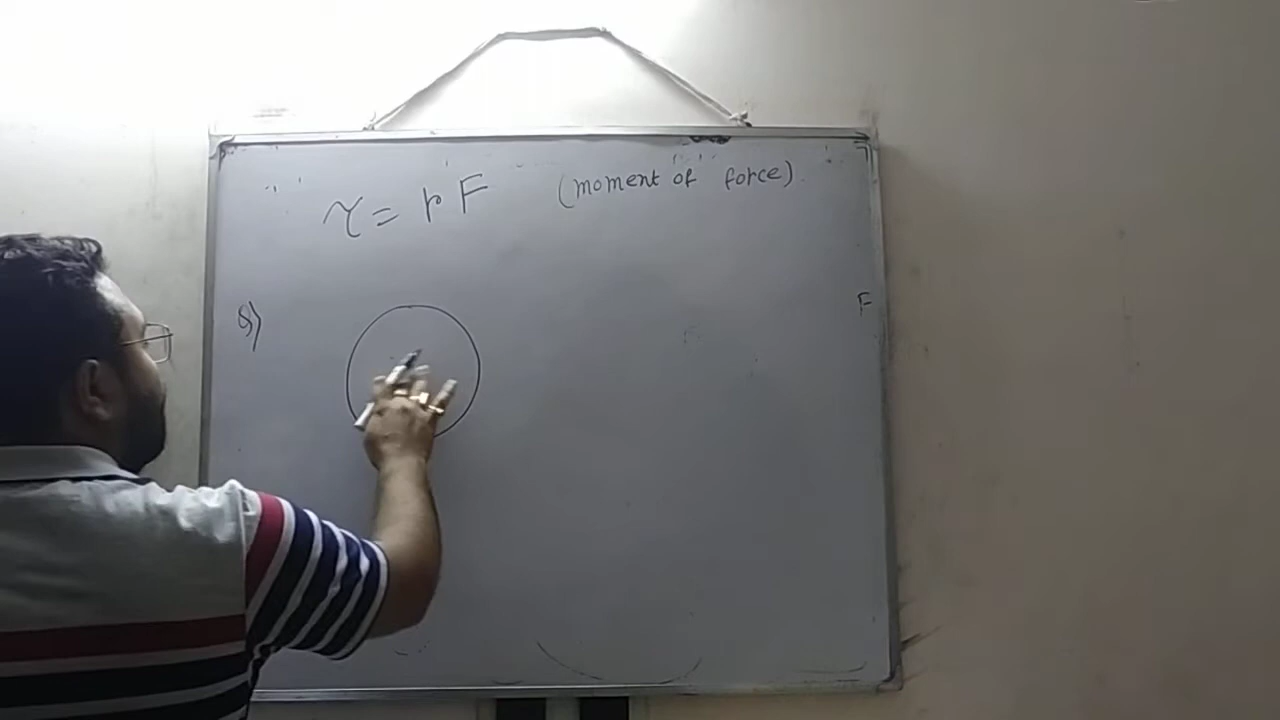 τ = r F (moment of force)
Q)
F